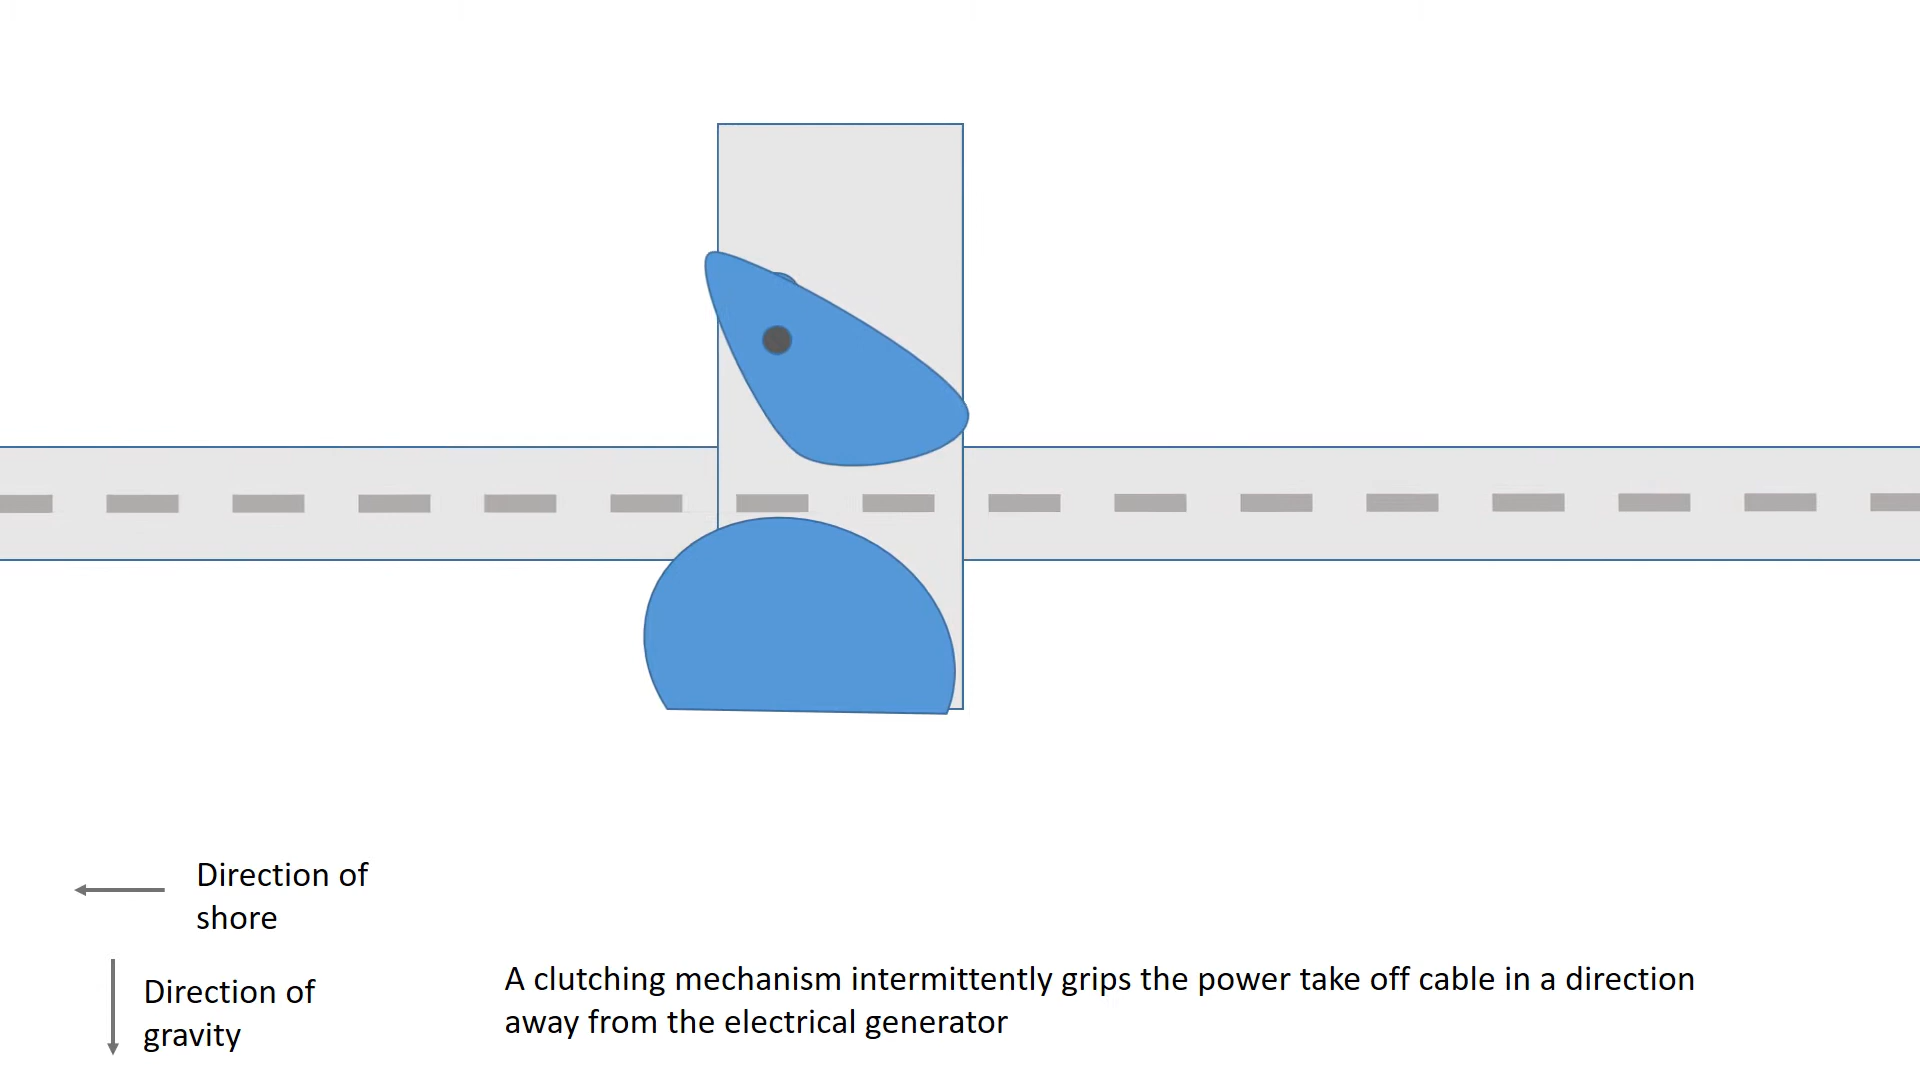 Direction of
shore
Direction of
gravity
A clutching mechanism intermittently grips the power take off cable in a direction
away from the electrical generator